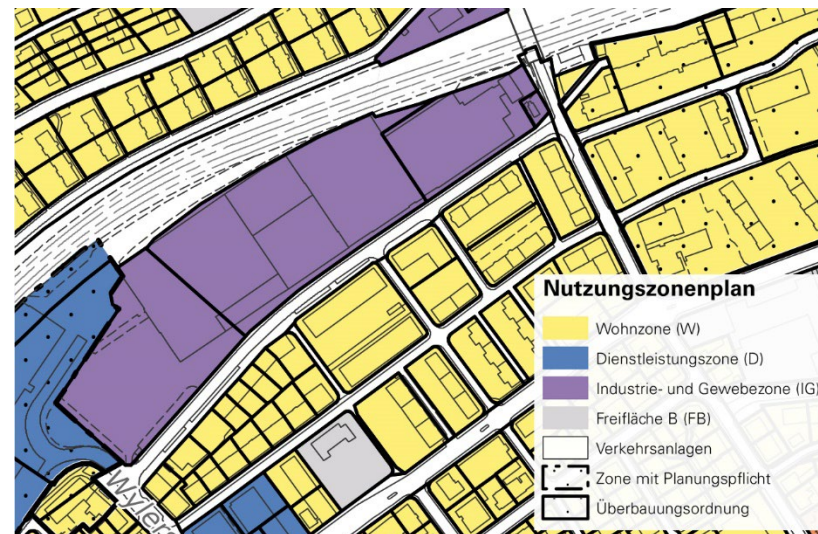 Nutzungszonenplan
Wohnzone (W)
Dienstleistungszone (D)
Industrie- und Gewebezone (IG)
Freifläche B (FB)
Verkehrsanlagen
Zone mit Planungspflicht
Überbauungsordnung